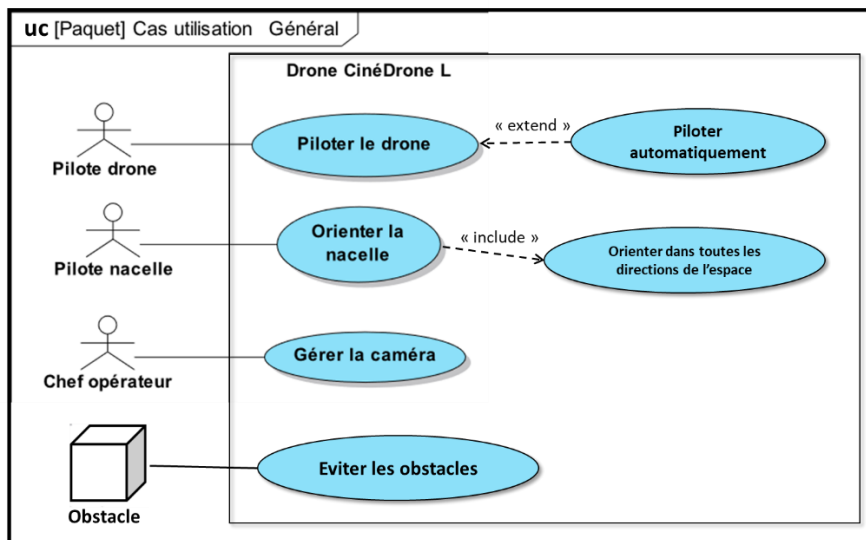 uc [Paquet] Cas utilisation Général
Drone CinéDrone L
Pilote drone
Piloter le drone
« extend »
Piloter
automatiquement
Pilote nacelle
Orienter la
nacelle
« include »
Orienter dans toutes les
directions de l'espace
Chef opérateur
Gérer la caméra
Obstacle
Eviter les obstacles